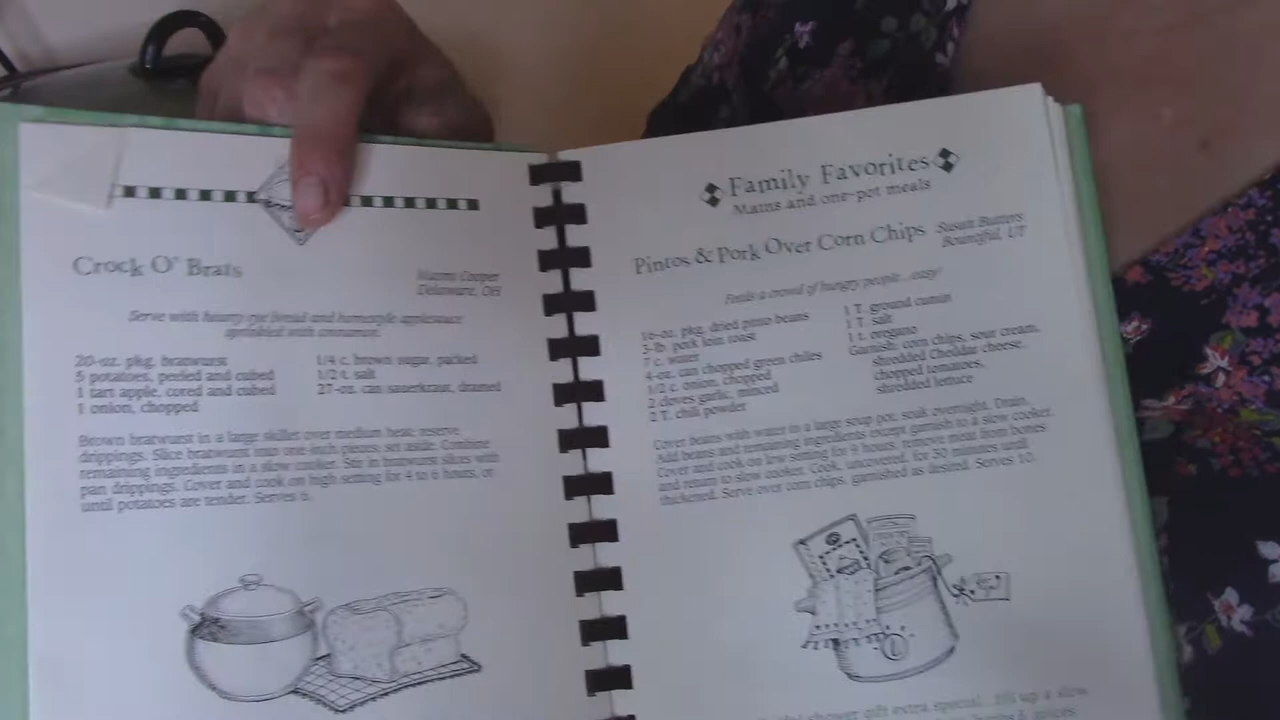 Crock O' Brats
Nancy Cooper
Delaware, OH
Serve with hearty rye bread and homestyle applesauce
sprinkled with cinnamon.
20-oz. pkg. bratwurst
5 potatoes, peeled and cubed
1 tart apple, cored and cubed
1 onion, chopped
1/4 c. brown sugar, packed
1/2 t. salt
27-oz. can sauerkraut, drained
Brown bratwurst in a large skillet over medium heat; reserve
drippings. Slice bratwurst into one-inch pieces; set aside. Combine
remaining ingredients in a slow cooker. Stir in bratwurst slices with
pan drippings. Cover and cook on high setting for 4 to 6 hours, or
until potatoes are tender. Serves 6.
Family Favorites
Mains and one-pot meals
Pintos & Pork Over Corn Chips
Susan Butters
Bountiful, UT
Feeds a crowd of hungry people...easy!
16-oz. pkg. dried pinto beans
3-lb. pork loin roast
7 c. water
4-oz. can chopped green chiles
1/2 c. onion, chopped
2 cloves garlic, minced
2 T. chili powder
1 T. ground cumin
1 T. salt
1 t. oregano
Garnish: corn chips, sour cream,
shredded Cheddar cheese,
chopped tomatoes,
shredded lettuce
Cover beans with water in a large soup pot; soak overnight. Drain.
Add beans and remaining ingredients except garnish to a slow cooker.
Cover and cook on low setting for 9 hours; remove meat from bones
and return to slow cooker. Cook, uncovered, for 30 minutes until
thickened. Serve over corn chips, garnished as desired. Serves 10.
shower gift extra special...fill up a slow